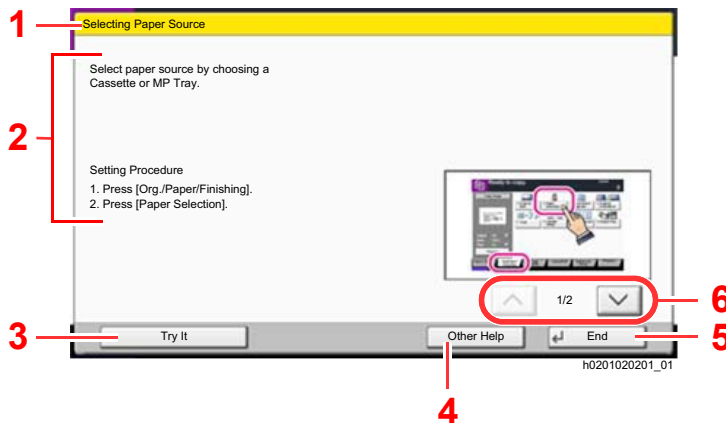 1
Selecting Paper Source
2
Select paper source by choosing a
Cassette or MP Tray.
Setting Procedure
1. Press [Org./Paper/Finishing].
2. Press [Paper Selection].
1/2
6
3
Try It
Other Help
End
5
h0201020201_01
4